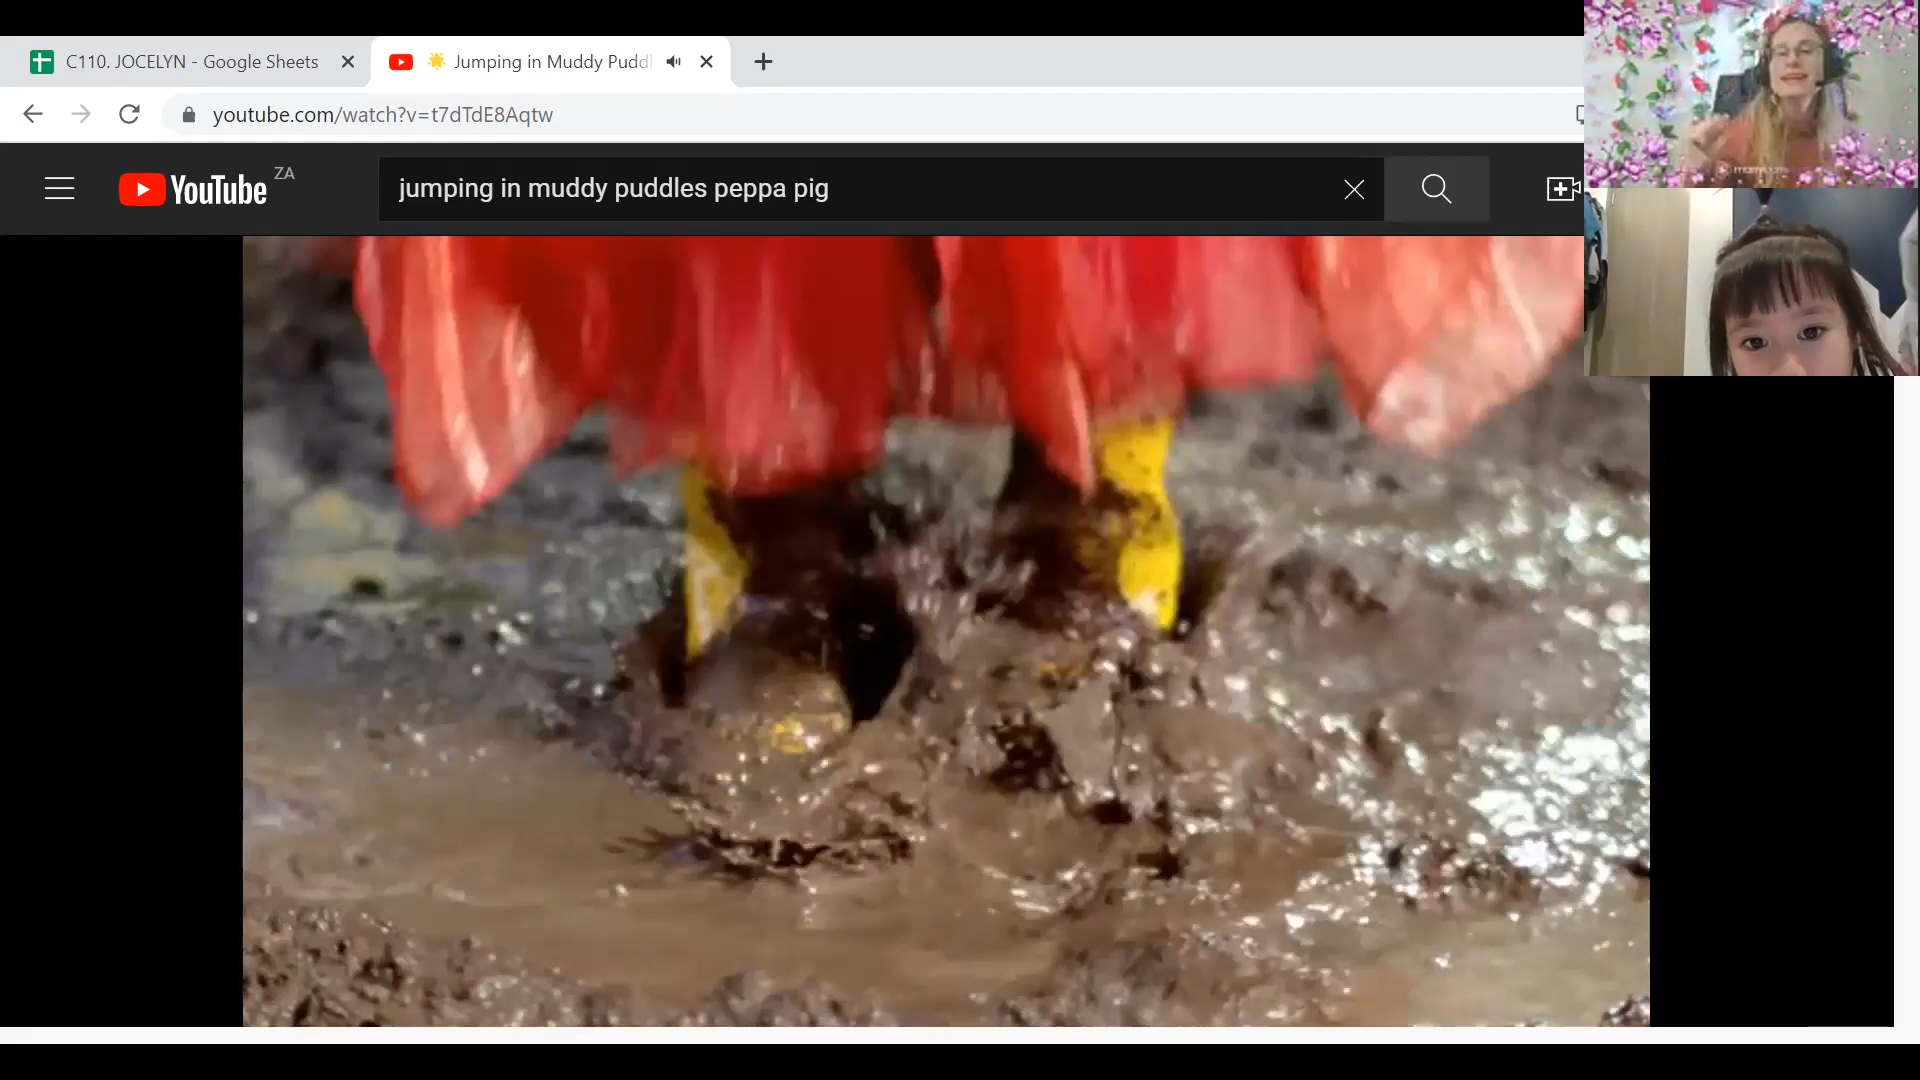 C110. JOCELYN - Google Sheets
Jumping in Muddy Puddl
youtube.com/watch?v=t7dTdE8Aqtw
YouTube ZA
jumping in muddy puddles peppa pig